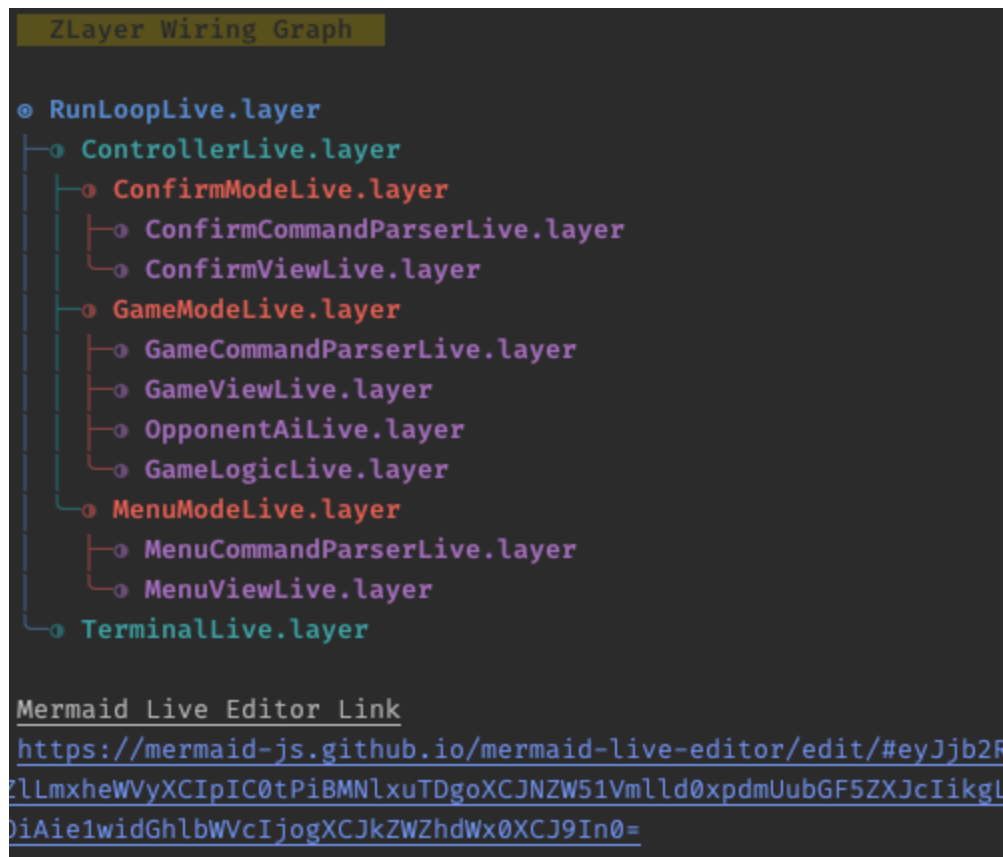 ZLayer Wiring Graph
◉ RunLoopLive.layer
├─◑ ControllerLive.layer
│ ├─◑ ConfirmModeLive.layer
│ │ ├─◑ ConfirmCommandParserLive.layer
│ │ ╰─◑ ConfirmViewLive.layer
│ ├─◑ GameModeLive.layer
│ │ ├─◑ GameCommandParserLive.layer
│ │ ├─◑ GameViewLive.layer
│ │ ├─◑ OpponentAiLive.layer
│ │ ╰─◑ GameLogicLive.layer
│ ╰─◑ MenuModeLive.layer
│   ├─◑ MenuCommandParserLive.layer
│   ╰─◑ MenuViewLive.layer
╰─◑ TerminalLive.layer
Mermaid Live Editor Link
https://mermaid-js.github.io/mermaid-live-editor/edit/#eyJjb2R
ZlLmxheWVyXCIpIC0tPiBMNlxuTDgoXCJNZW51Vmlld0xpdmUubGF5ZXJcIikgL
OiAie1widGhlbWVcIjogXCJkZWZhdWx0XCJ9In0=